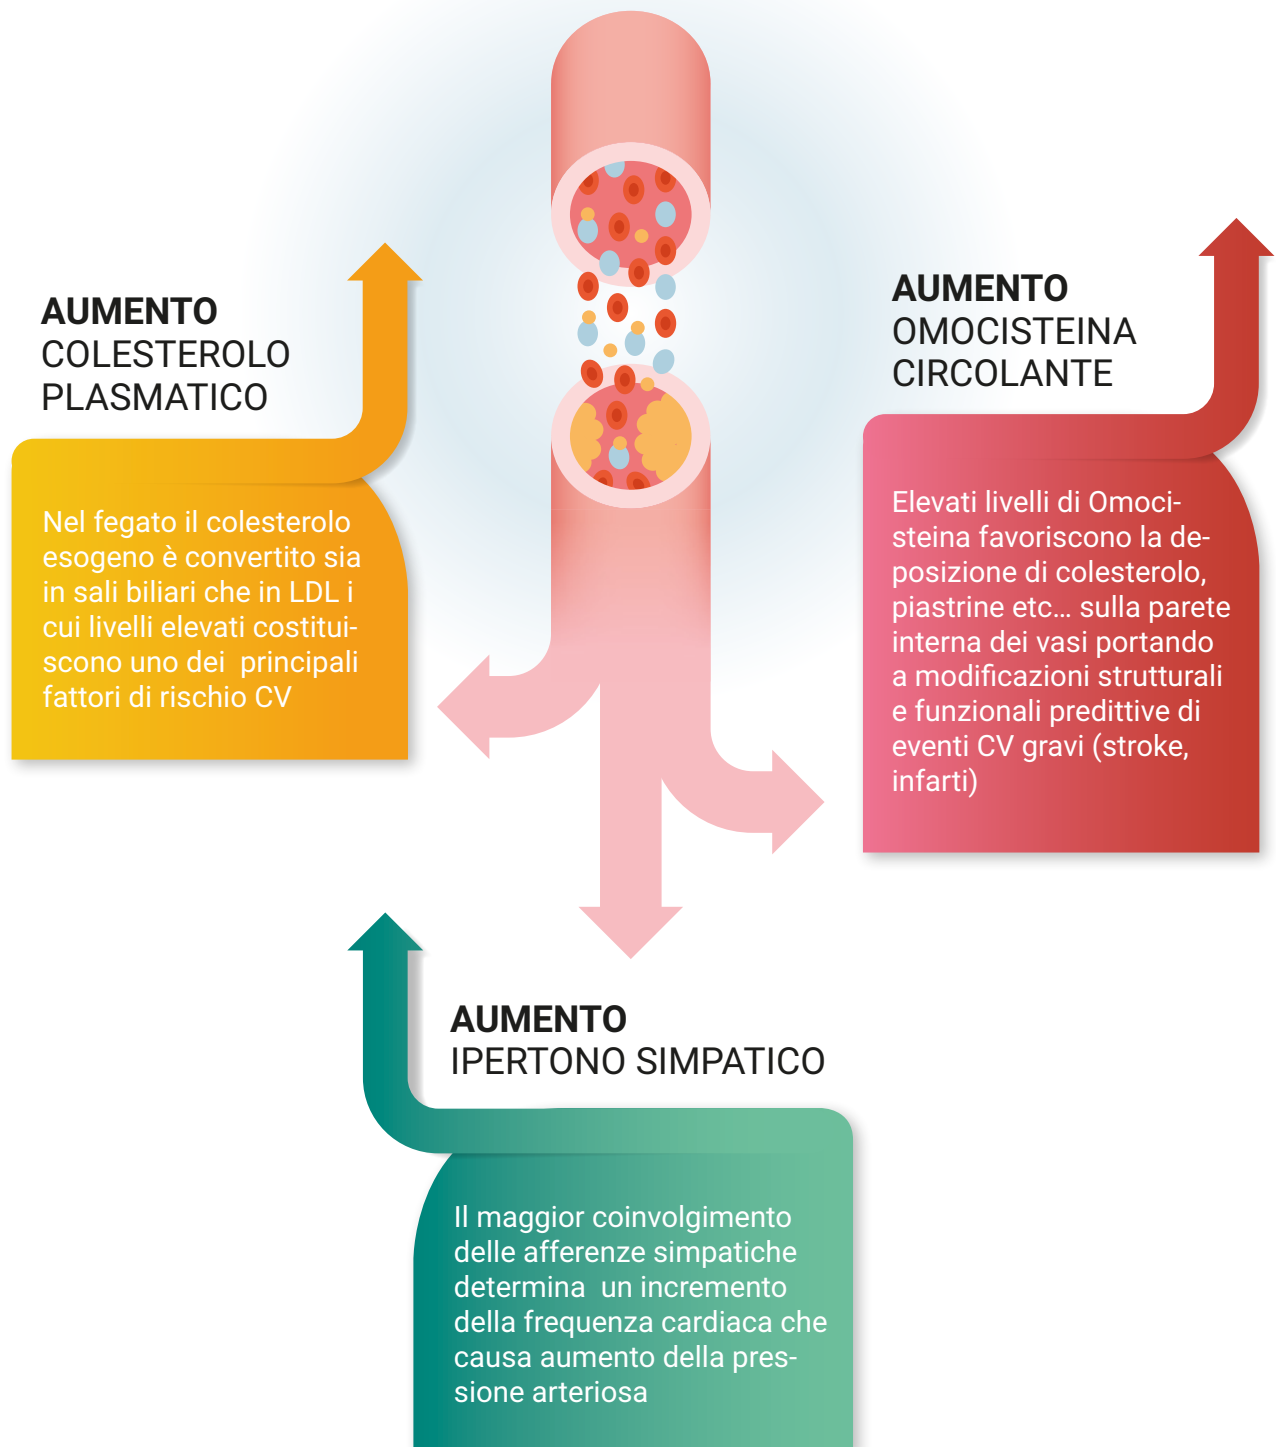 AUMENTO
COLESTEROLO
PLASMATICO
Nel fegato il colesterolo
esogeno è convertito sia
in sali biliari che in LDL i
cui livelli elevati costitui-
scono uno dei  principali
fattori di rischio CV
AUMENTO
OMOCISTEINA
CIRCOLANTE
Elevati livelli di Omoci-
steina favoriscono la de-
posizione di colesterolo,
piastrine etc... sulla parete
interna dei vasi portando
a modificazioni strutturali
e funzionali predittive di
eventi CV gravi (stroke,
infarti)
AUMENTO
IPERTONO SIMPATICO
Il maggior coinvolgimento
delle afferenze simpatiche
determina  un incremento
della frequenza cardiaca che
causa aumento della pres-
sione arteriosa